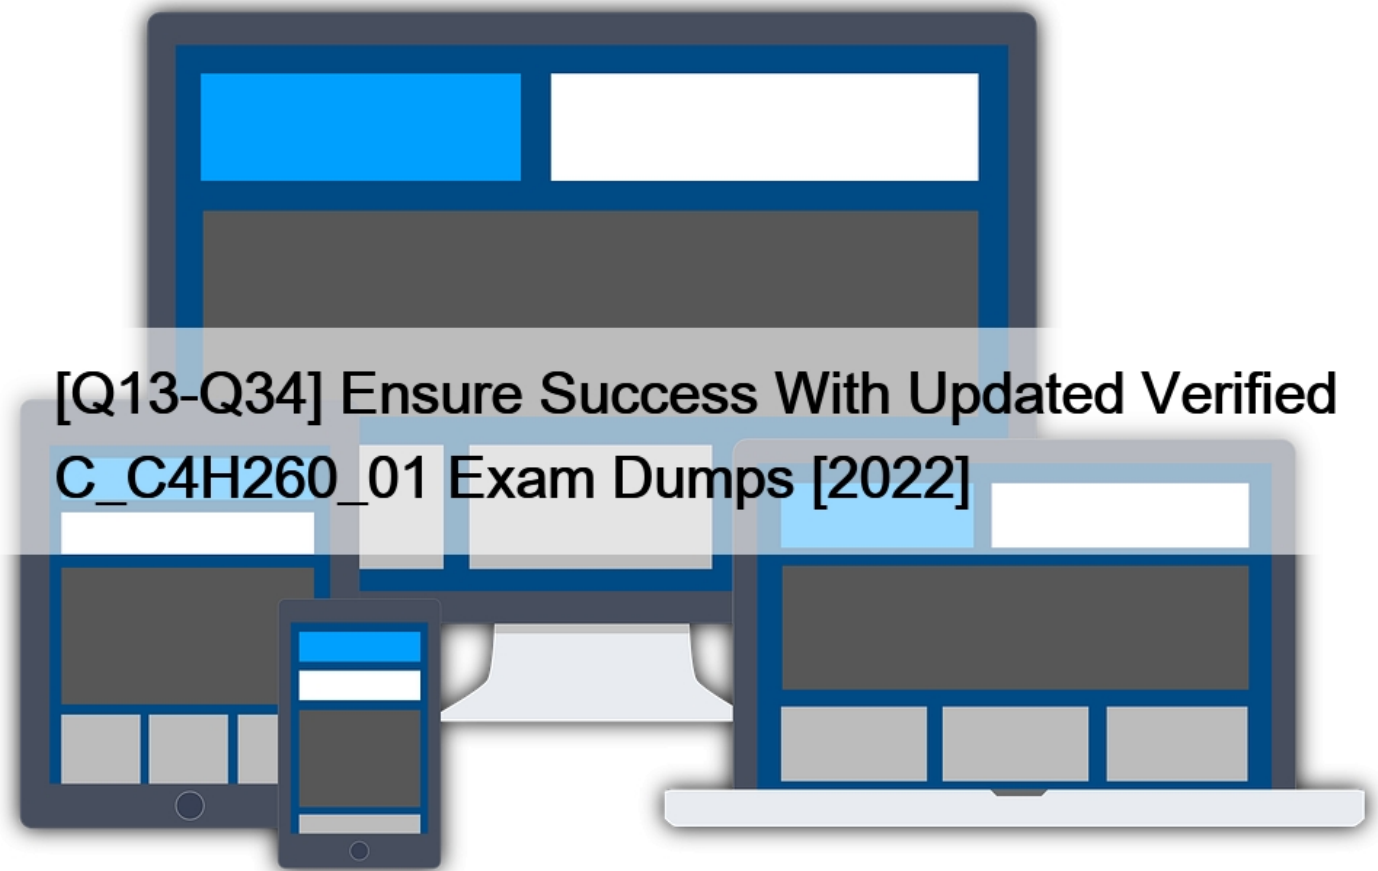 [Q13-Q34] Ensure Success With Updated Verified
C_C4H260_01 Exam Dumps [2022]